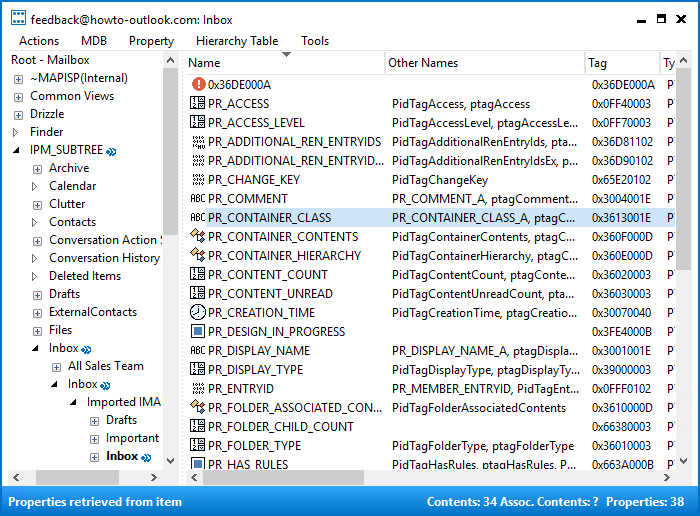 feedback@howto-outlook.com: Inbox
Actions MDB Property Hierarchy Table Tools
Root - Mailbox
~MAPISP(Internal)
Common Views
Drizzle
Finder
IPM_SUBTREE
Archive
Calendar
Clutter
Contacts
Conversation Action S
Conversation History
Deleted Items
Drafts
ExternalContacts
Files
Inbox
All Sales Team
Inbox
Imported IMA
Drafts
Important
Inbox
Name Other Names Tag Ty
0x36DE000A 0x36DE000A P
PR_ACCESS PidTagAccess, ptagAccess 0x0FF40003 P
PR_ACCESS_LEVEL PidTagAccessLevel, ptagAccessLe... 0x0FF70003 P
PR_ADDITIONAL_REN_ENTRYIDS PidTagAdditionalRenEntryIds, pt... 0x36D81102 P
PR_ADDITIONAL_REN_ENTRYID... PidTagAdditionalRenEntryIdsEx, p... 0x36D90102 P
PR_CHANGE_KEY PidTagChangeKey 0x65E20102 P
ABC PR_COMMENT PR_COMMENT_A, ptagComment... 0x3004001E P
ABC PR_CONTAINER_CLASS PR_CONTAINER_CLASS_A, ptagC... 0x3613001E P
PR_CONTAINER_CONTENTS PidTagContainerContents, ptagC... 0x360F000D P
PR_CONTAINER_HIERARCHY PidTagContainerHierarchy, ptagC... 0x360E000D P
PR_CONTENT_COUNT PidTagContentCount, ptagConte... 0x36020003 P
PR_CONTENT_UNREAD PidTagContentUnreadCount, pta... 0x36030003 P
PR_CREATION_TIME PidTagCreationTime, ptagCreatio... 0x30070040 P
PR_DESIGN_IN_PROGRESS 0x3FE4000B P
ABC PR_DISPLAY_NAME PR_DISPLAY_NAME_A, ptagDispla... 0x3001001E P
PR_DISPLAY_TYPE PidTagDisplayType, ptagDisplayTy... 0x39000003 P
PR_ENTRYID PR_MEMBER_ENTRYID, PidTagEnt... 0x0FFF0102 P
PR_FOLDER_ASSOCIATED_CON... PidTagFolderAssociatedContents 0x3610000D P
PR_FOLDER_CHILD_COUNT 0x66380003 P
PR_FOLDER_TYPE PidTagFolderType, ptagFolderType 0x36010003 P
PR_HAS_RULES PidTagHasRules, ptagHasRules, P... 0x663A000B P
Properties retrieved from item Contents: 34 Assoc. Contents: ? Properties: 38